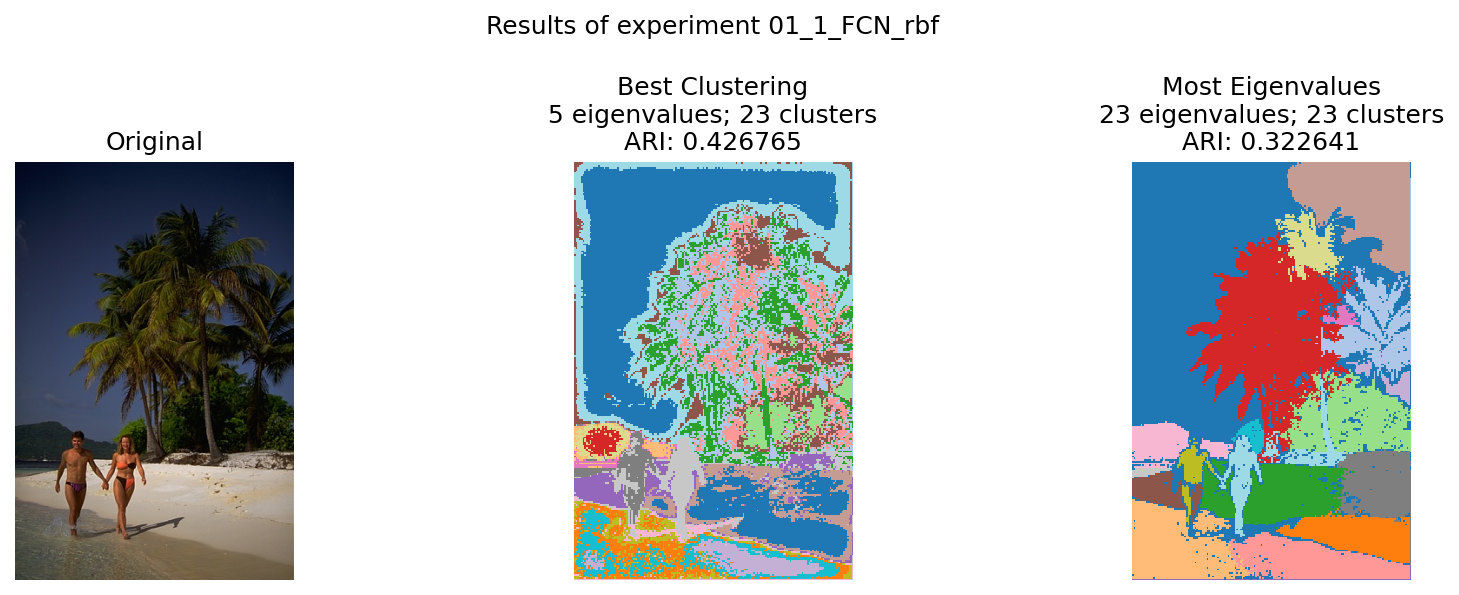 Results of experiment 01_1_FCN_rbf
Original
Best Clustering
5 eigenvalues; 23 clusters
ARI: 0.426765
Most Eigenvalues
23 eigenvalues; 23 clusters
ARI: 0.322641